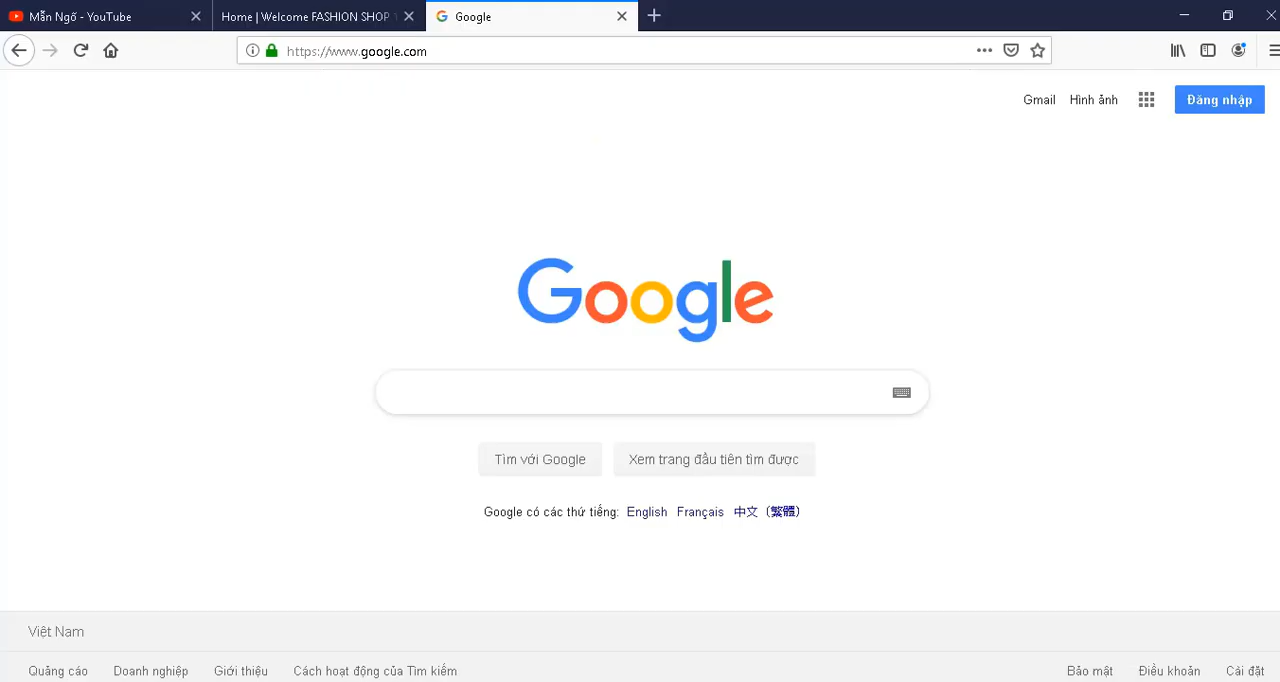 Mẫn Ngố - YouTube
Home | Welcome FASHION SHOP
Google
https://www.google.com
Gmail Hình ảnh Đăng nhập
Google
Tìm với Google Xem trang đầu tiên tìm được
Google có các thứ tiếng: English Français 中文（繁體）
Việt Nam
Quảng cáo Doanh nghiệp Giới thiệu Cách hoạt động của Tìm kiếm Bảo mật Điều khoản Cài đặt